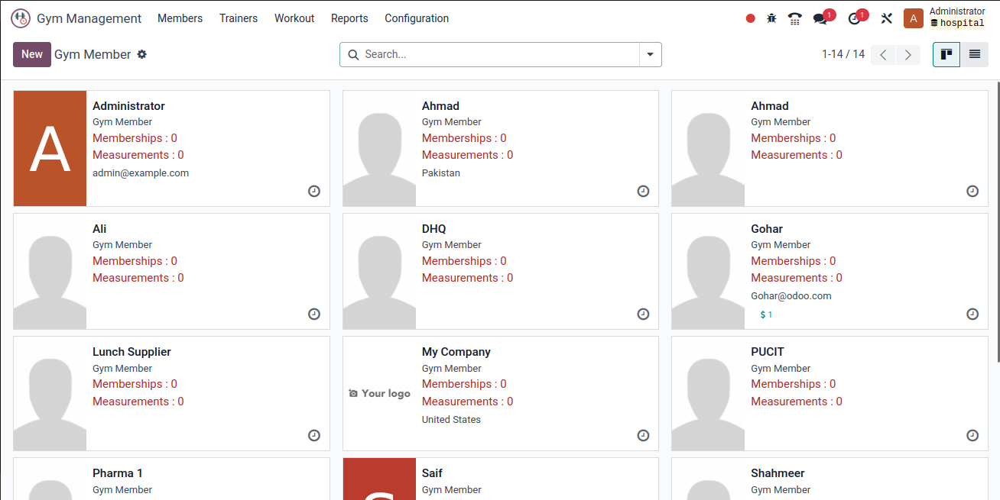 Gym Management Members Trainers Workout Reports Configuration 1 1 A Administrator
hospital
New Gym Member Search... 1-14 / 14
A
Administrator
Gym Member
Memberships : 0
Measurements : 0
admin@example.com
Ahmad
Gym Member
Memberships : 0
Measurements : 0
Pakistan
Ahmad
Gym Member
Memberships : 0
Measurements : 0
Ali
Gym Member
Memberships : 0
Measurements : 0
DHQ
Gym Member
Memberships : 0
Measurements : 0
Gohar
Gym Member
Memberships : 0
Measurements : 0
Gohar@odoo.com
$ 1
Lunch Supplier
Gym Member
Memberships : 0
Measurements : 0
Your logo
My Company
Gym Member
Memberships : 0
Measurements : 0
United States
PUCIT
Gym Member
Memberships : 0
Measurements : 0
Pharma 1
Gym Member
S
Saif
Gym Member
Shahmeer
Gym Member